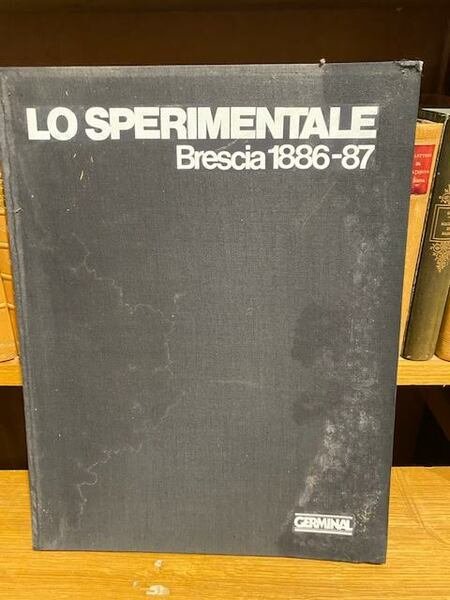 LO SPERIMENTALE
Brescia 1886-87
GERMINAL